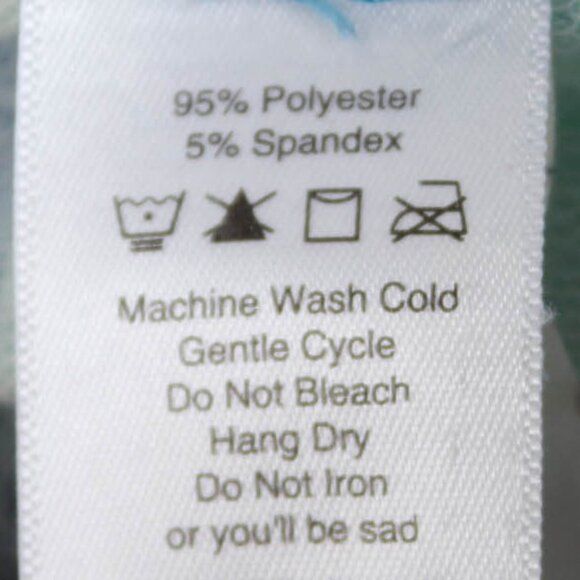 95% Polyester
5% Spandex
Machine Wash Cold
Gentle Cycle
Do Not Bleach
Hang Dry
Do Not Iron
or you'll be sad